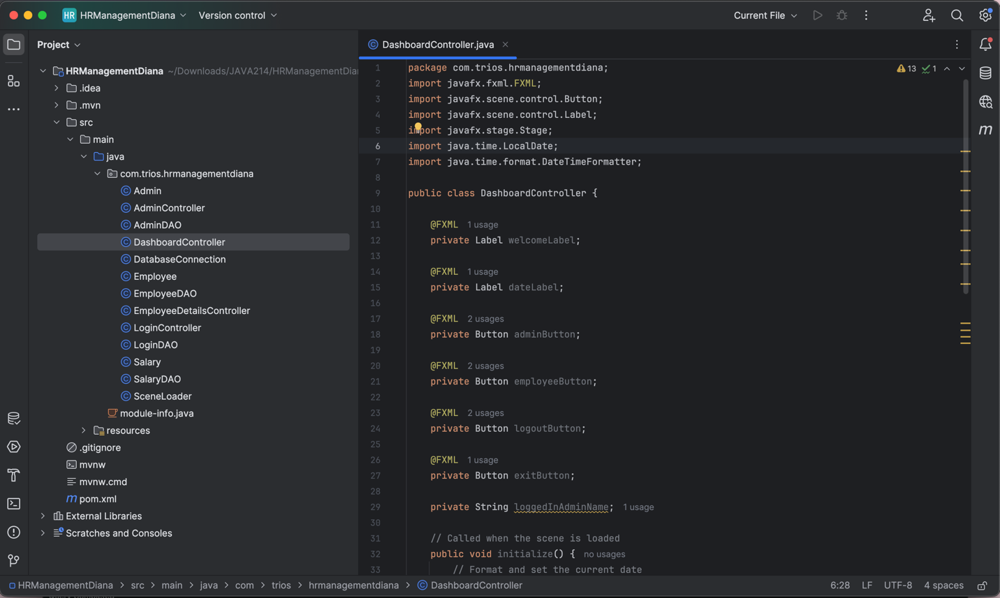 HR HRManagementDiana Version control Current File
Project
HRManagementDiana ~/Downloads/JAVA214/HRManagementDian
.idea
.mvn
src
main
java
com.trios.hrmanagementdiana
Admin
AdminController
AdminDAO
DashboardController
DatabaseConnection
Employee
EmployeeDAO
EmployeeDetailsController
LoginController
LoginDAO
Salary
SalaryDAO
SceneLoader
module-info.java
resources
.gitignore
mvnw
mvnw.cmd
m pom.xml
External Libraries
Scratches and Consoles
DashboardController.java
13 1
1 package com.trios.hrmanagementdiana;
2 import javafx.fxml.FXML;
3 import javafx.scene.control.Button;
4 import javafx.scene.control.Label;
5 import javafx.stage.Stage;
6 import java.time.LocalDate;
7 import java.time.format.DateTimeFormatter;
8
9 public class DashboardController {
10
11 @FXML 1 usage
12 private Label welcomeLabel;
13
14 @FXML 1 usage
15 private Label dateLabel;
16
17 @FXML 2 usages
18 private Button adminButton;
19
20 @FXML 2 usages
21 private Button employeeButton;
22
23 @FXML 2 usages
24 private Button logoutButton;
25
26 @FXML 1 usage
27 private Button exitButton;
28
29 private String loggedInAdminName; 1 usage
30
31 // Called when the scene is loaded
32 public void initialize() { no usages
33 // Format and set the current date
m
HRManagementDiana > src > main > java > com > trios > hrmanagementdiana > DashboardController 6:28 LF UTF-8 4 spaces